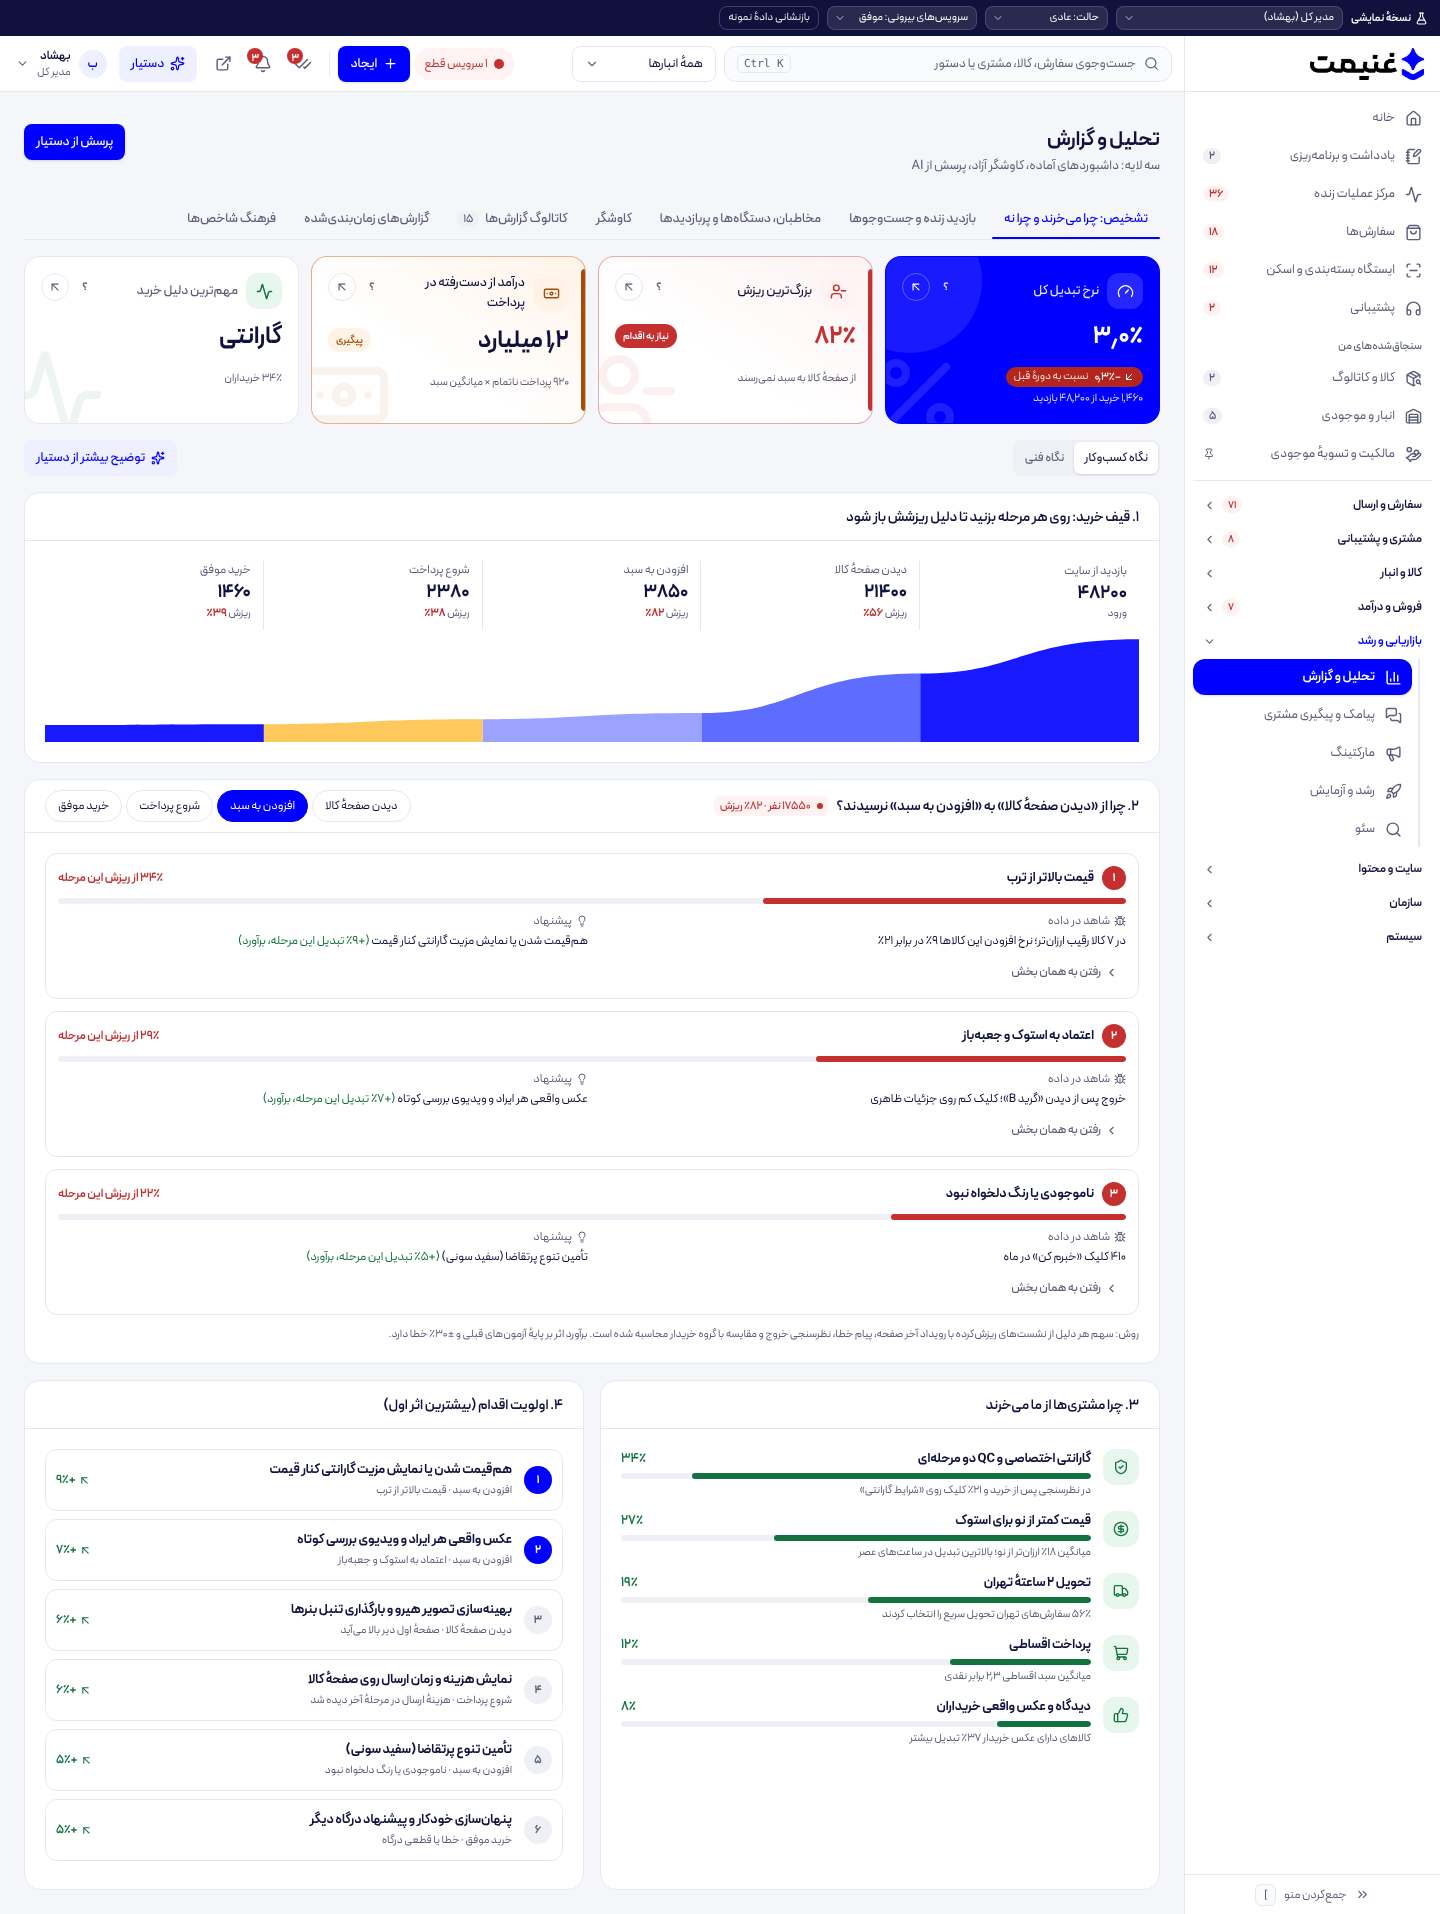 نسخهٔ نمایشی
مدیر کل (بهشاد)
حالت: عادی
سرویس‌های بیرونی: موفق
بازنشانی دادهٔ نمونه
غنیمت
جست‌وجوی سفارش، کالا، مشتری یا دستور
Ctrl K
همهٔ انبارها
۱ سرویس قطع
ایجاد
۳
۳
دستیار
ب
بهشاد
مدیر کل
خانه
یادداشت و برنامه‌ریزی ۲
مرکز عملیات زنده ۳۶
سفارش‌ها ۱۸
ایستگاه بسته‌بندی و اسکن ۱۲
پشتیبانی ۲
سنجاق‌شده‌های من
کالا و کاتالوگ ۲
انبار و موجودی ۵
مالکیت و تسویهٔ موجودی
سفارش و ارسال ۷۱
مشتری و پشتیبانی ۸
کالا و انبار
فروش و درآمد ۷
بازاریابی و رشد
تحلیل و گزارش
پیامک و پیگیری مشتری
مارکتینگ
رشد و آزمایش
سئو
سایت و محتوا
سازمان
سیستم
جمع‌کردن منو [
تحلیل و گزارش
سه لایه: داشبوردهای آماده، کاوشگر آزاد، پرسش از AI
پرسش از دستیار
تشخیص: چرا می‌خرند و چرا نه
بازدید زنده و جست‌وجوها
مخاطبان، دستگاه‌ها و پربازدیدها
کاوشگر
کاتالوگ گزارش‌ها ۱۵
گزارش‌های زمان‌بندی‌شده
فرهنگ شاخص‌ها
نرخ تبدیل کل ؟
۳٫۰٪
−۰٫۳٪ نسبت به دورهٔ قبل
۱٬۴۶۰ خرید از ۴۸٬۲۰۰ بازدید
بزرگ‌ترین ریزش ؟
۸۲٪
نیاز به اقدام
از صفحهٔ کالا به سبد نمی‌رسند
درآمد از دست‌رفته در پرداخت ؟
۱٫۲ میلیارد
پیگیری
۹۲۰ پرداخت ناتمام × میانگین سبد
مهم‌ترین دلیل خرید ؟
گارانتی
۳۴٪ خریداران
نگاه کسب‌وکار
نگاه فنی
توضیح بیشتر از دستیار
۱. قیف خرید: روی هر مرحله بزنید تا دلیل ریزشش باز شود
بازدید از سایت
۴۸۲۰۰
ورود
دیدن صفحهٔ کالا
۲۱۴۰۰
ریزش ۵۶٪
افزودن به سبد
۳۸۵۰
ریزش ۸۲٪
شروع پرداخت
۲۳۸۰
ریزش ۳۸٪
خرید موفق
۱۴۶۰
ریزش ۳۹٪
۲. چرا از «دیدن صفحهٔ کالا» به «افزودن به سبد» نرسیدند؟
۱۷۵۵۰ نفر · ۸۲٪ ریزش
دیدن صفحهٔ کالا
افزودن به سبد
شروع پرداخت
خرید موفق
۱ قیمت بالاتر از ترب
۳۴٪ از ریزش این مرحله
شاهد در داده
در ۷ کالا رقیب ارزان‌تر؛ نرخ افزودن این کالاها ۹٪ در برابر ۲۱٪
پیشنهاد
هم‌قیمت شدن یا نمایش مزیت گارانتی کنار قیمت (+۹٪ تبدیل این مرحله، برآورد)
رفتن به همان بخش
۲ اعتماد به استوک و جعبه‌باز
۲۹٪ از ریزش این مرحله
شاهد در داده
خروج پس از دیدن «گرید B»؛ کلیک کم روی جزئیات ظاهری
پیشنهاد
عکس واقعی هر ایراد و ویدیوی بررسی کوتاه (+۷٪ تبدیل این مرحله، برآورد)
رفتن به همان بخش
۳ ناموجودی یا رنگ دلخواه نبود
۲۲٪ از ریزش این مرحله
شاهد در داده
۴۱۰ کلیک «خبرم کن» در ماه
پیشنهاد
تأمین تنوع پرتقاضا (سفید سونی) (+۵٪ تبدیل این مرحله، برآورد)
رفتن به همان بخش
روش: سهم هر دلیل از نشست‌های ریزش‌کرده با رویداد آخر صفحه، پیام خطا، نظرسنجی خروج و مقایسه با گروه خریدار محاسبه شده است. برآورد اثر بر پایهٔ آزمون‌های قبلی و ±۳۰٪ خطا دارد.
۳. چرا مشتری‌ها از ما می‌خرند
گارانتی اختصاصی و QC دو مرحله‌ای ۳۴٪
در نظرسنجی پس از خرید و ۲۱٪ کلیک روی «شرایط گارانتی»
قیمت کمتر از نو برای استوک ۲۷٪
میانگین ۱۸٪ ارزان‌تر از نو؛ بالاترین تبدیل در ساعت‌های عصر
تحویل ۲ ساعتهٔ تهران ۱۹٪
۵۶٪ سفارش‌های تهران تحویل سریع را انتخاب کردند
پرداخت اقساطی ۱۲٪
میانگین سبد اقساطی ۲٫۳ برابر نقدی
دیدگاه و عکس واقعی خریداران ۸٪
کالاهای دارای عکس خریدار ۳۷٪ تبدیل بیشتر
۴. اولویت اقدام (بیشترین اثر اول)
۱ هم‌قیمت شدن یا نمایش مزیت گارانتی کنار قیمت +۹٪
افزودن به سبد · قیمت بالاتر از ترب
۲ عکس واقعی هر ایراد و ویدیوی بررسی کوتاه +۷٪
افزودن به سبد · اعتماد به استوک و جعبه‌باز
۳ بهینه‌سازی تصویر هیرو و بارگذاری تنبل بنرها +۶٪
دیدن صفحهٔ کالا · صفحهٔ اول دیر بالا می‌آید
۴ نمایش هزینه و زمان ارسال روی صفحهٔ کالا +۶٪
شروع پرداخت · هزینهٔ ارسال در مرحلهٔ آخر دیده شد
۵ تأمین تنوع پرتقاضا (سفید سونی) +۵٪
افزودن به سبد · ناموجودی یا رنگ دلخواه نبود
۶ پنهان‌سازی خودکار و پیشنهاد درگاه دیگر +۵٪
خرید موفق · خطا یا قطعی درگاه